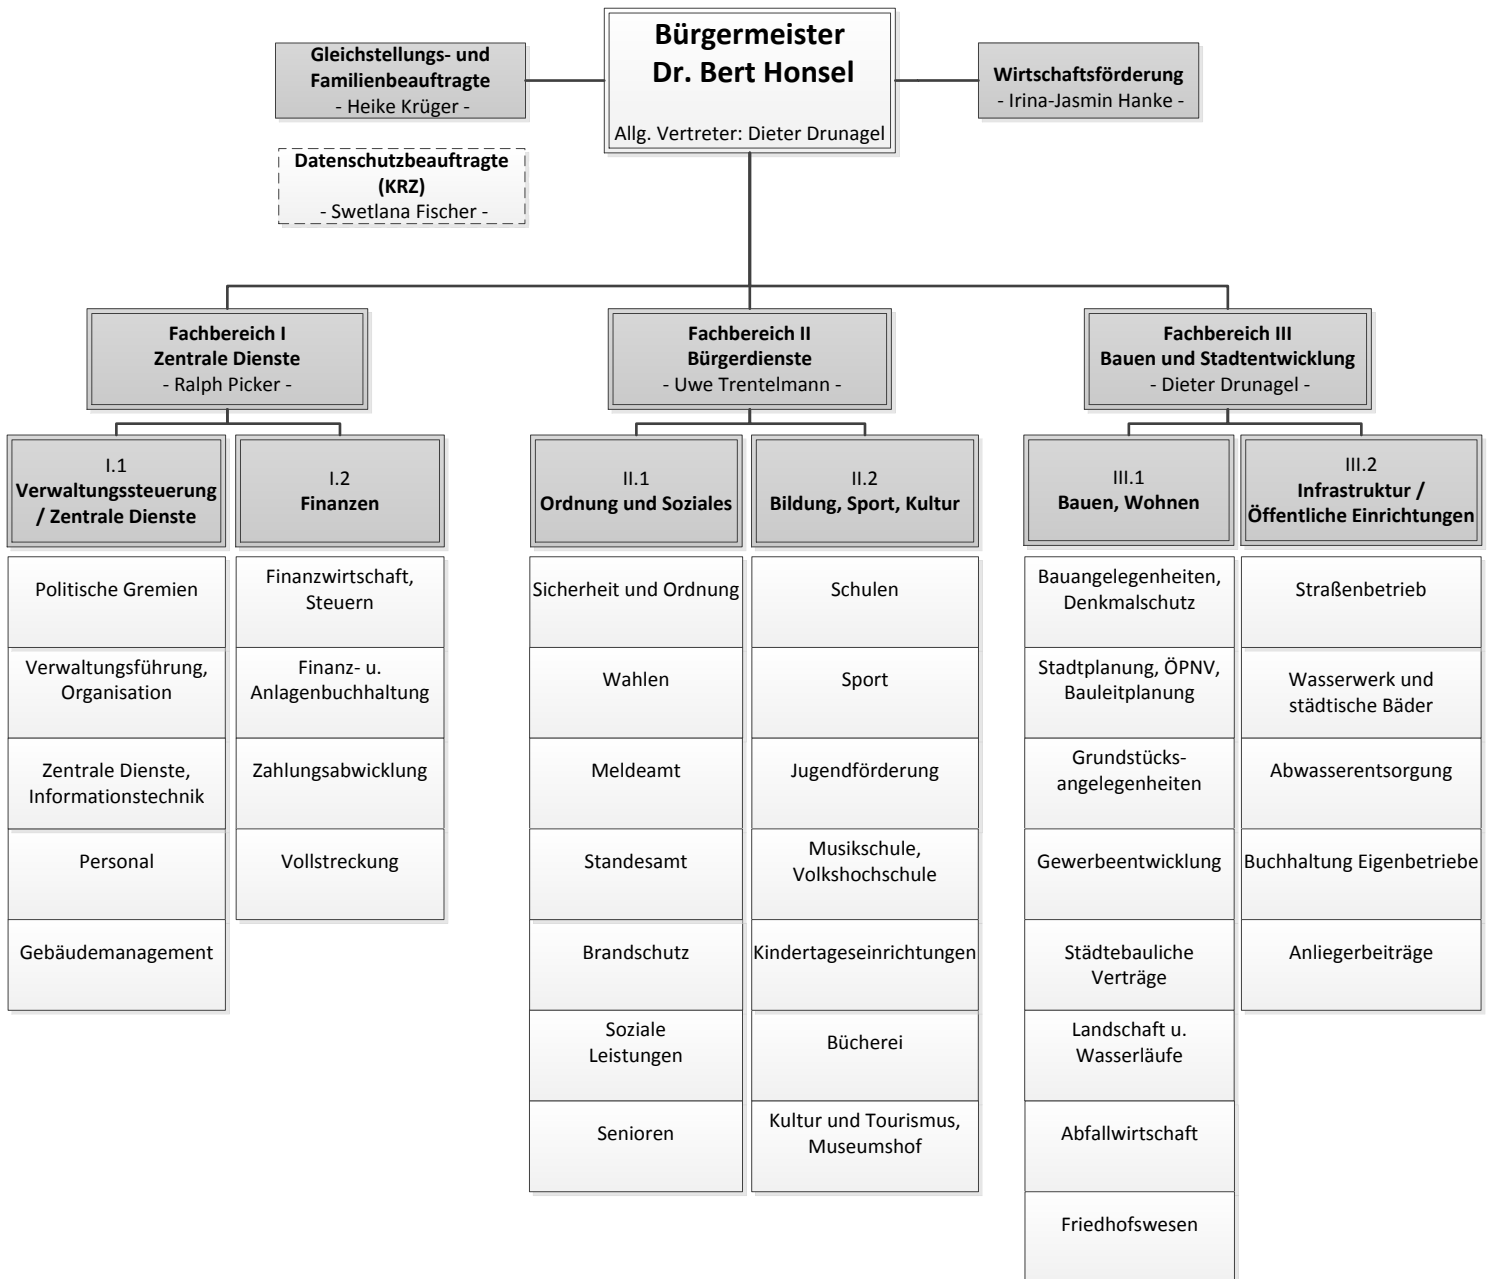 Bürgermeister
Dr. Bert Honsel
Allg. Vertreter: Dieter Drunagel
Gleichstellungs- und
Familienbeauftragte
- Heike Krüger -
Wirtschaftsförderung
- Irina-Jasmin Hanke -
Datenschutzbeauftragte
(KRZ)
- Swetlana Fischer -
Fachbereich I
Zentrale Dienste
- Ralph Picker -
Fachbereich II
Bürgerdienste
- Uwe Trentelmann -
Fachbereich III
Bauen und Stadtentwicklung
- Dieter Drunagel -
I.1
Verwaltungssteuerung
/ Zentrale Dienste
Politische Gremien
Verwaltungsführung,
Organisation
Zentrale Dienste,
Informationstechnik
Personal
Gebäudemanagement
I.2
Finanzen
Finanzwirtschaft,
Steuern
Finanz- u.
Anlagenbuchhaltung
Zahlungsabwicklung
Vollstreckung
II.1
Ordnung und Soziales
Sicherheit und Ordnung
Wahlen
Meldeamt
Standesamt
Brandschutz
Soziale
Leistungen
Senioren
II.2
Bildung, Sport, Kultur
Schulen
Sport
Jugendförderung
Musikschule,
Volkshochschule
Kindertageseinrichtungen
Bücherei
Kultur und Tourismus,
Museumshof
III.1
Bauen, Wohnen
Bauangelegenheiten,
Denkmalschutz
Stadtplanung, ÖPNV,
Bauleitplanung
Grundstücks-
angelegenheiten
Gewerbeentwicklung
Städtebauliche
Verträge
Landschaft u.
Wasserläufe
Abfallwirtschaft
Friedhofswesen
III.2
Infrastruktur /
Öffentliche Einrichtungen
Straßenbetrieb
Wasserwerk und
städtische Bäder
Abwasserentsorgung
Buchhaltung Eigenbetriebe
Anliegerbeiträge